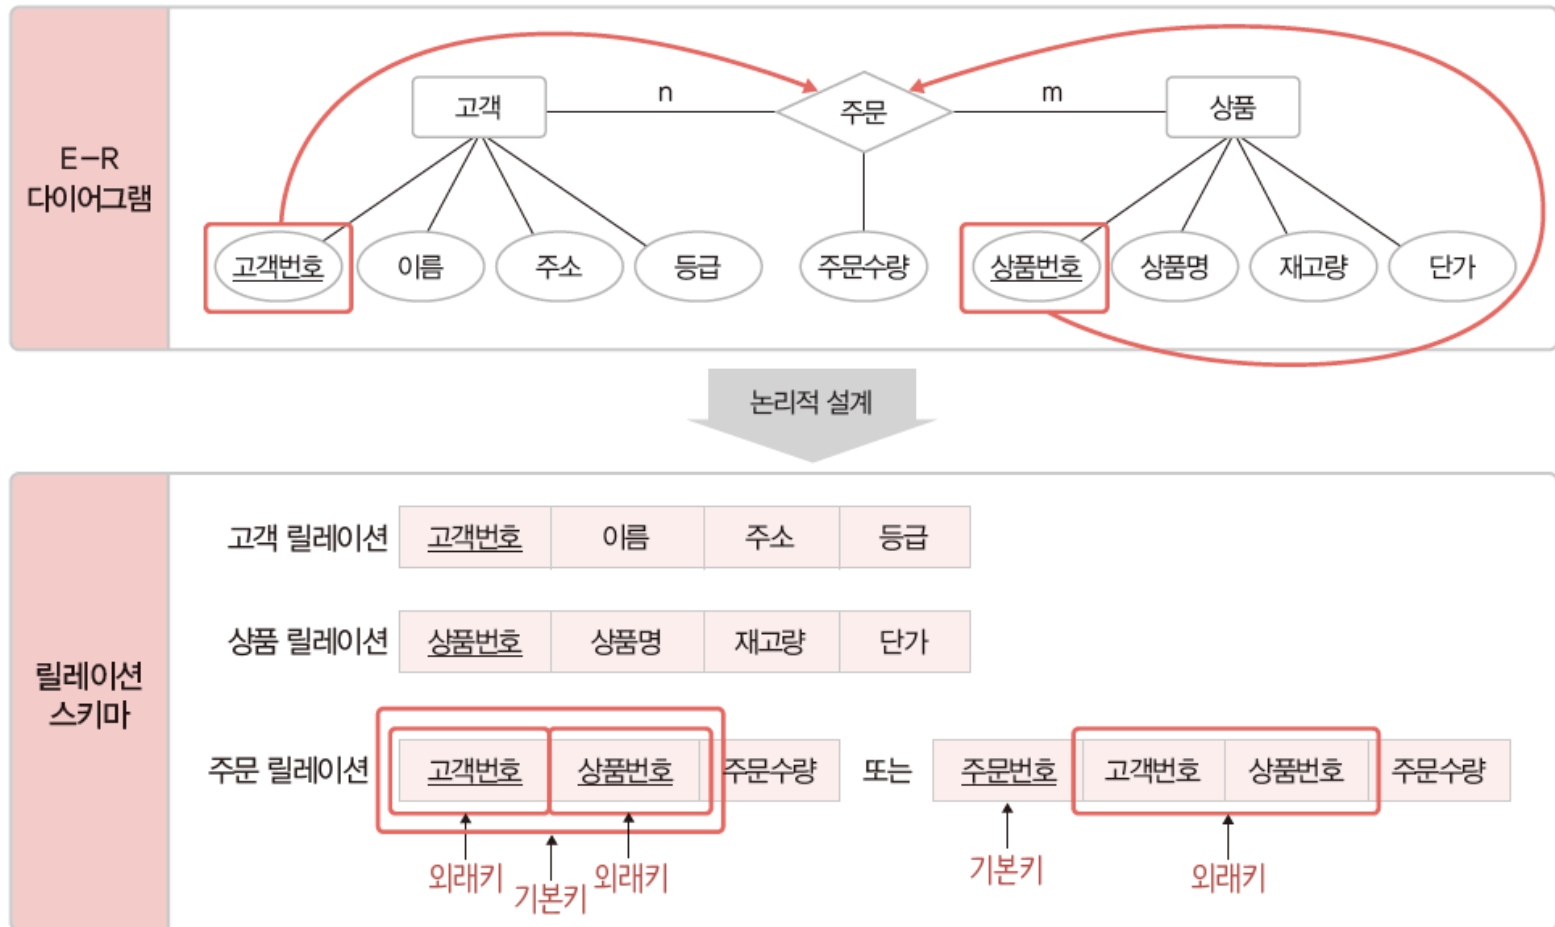 E-R
다이어그램
고객
n
주문
m
상품
고객번호
이름
주소
등급
주문수량
상품번호
상품명
재고량
단가
논리적 설계
릴레이션
스키마
고객 릴레이션 고객번호 이름 주소 등급
상품 릴레이션 상품번호 상품명 재고량 단가
주문 릴레이션 고객번호 상품번호 주문수량 또는 주문번호 고객번호 상품번호 주문수량
외래키 기본키 외래키 기본키 외래키